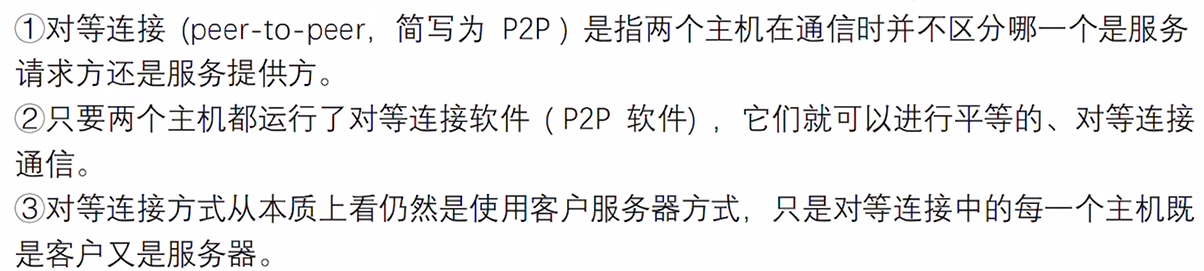 ①对等连接 (peer-to-peer，简写为 P2P ) 是指两个主机在通信时并不区分哪一个是服务
请求方还是服务提供方。
②只要两个主机都运行了对等连接软件 ( P2P 软件) ，它们就可以进行平等的、对等连接
通信。
③对等连接方式从本质上看仍然是使用客户服务器方式，只是对等连接中的每一个主机既
是客户又是服务器。